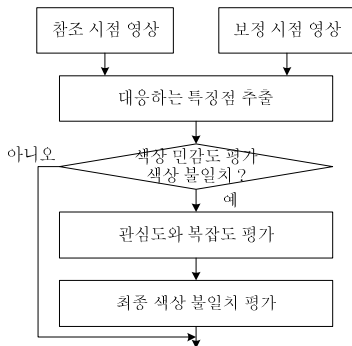 참조 시점 영상
보정 시점 영상
대응하는 특징점 추출
아니오
색상 민감도 평가
색상 불일치 ?
예
관심도와 복잡도 평가
최종 색상 불일치 평가